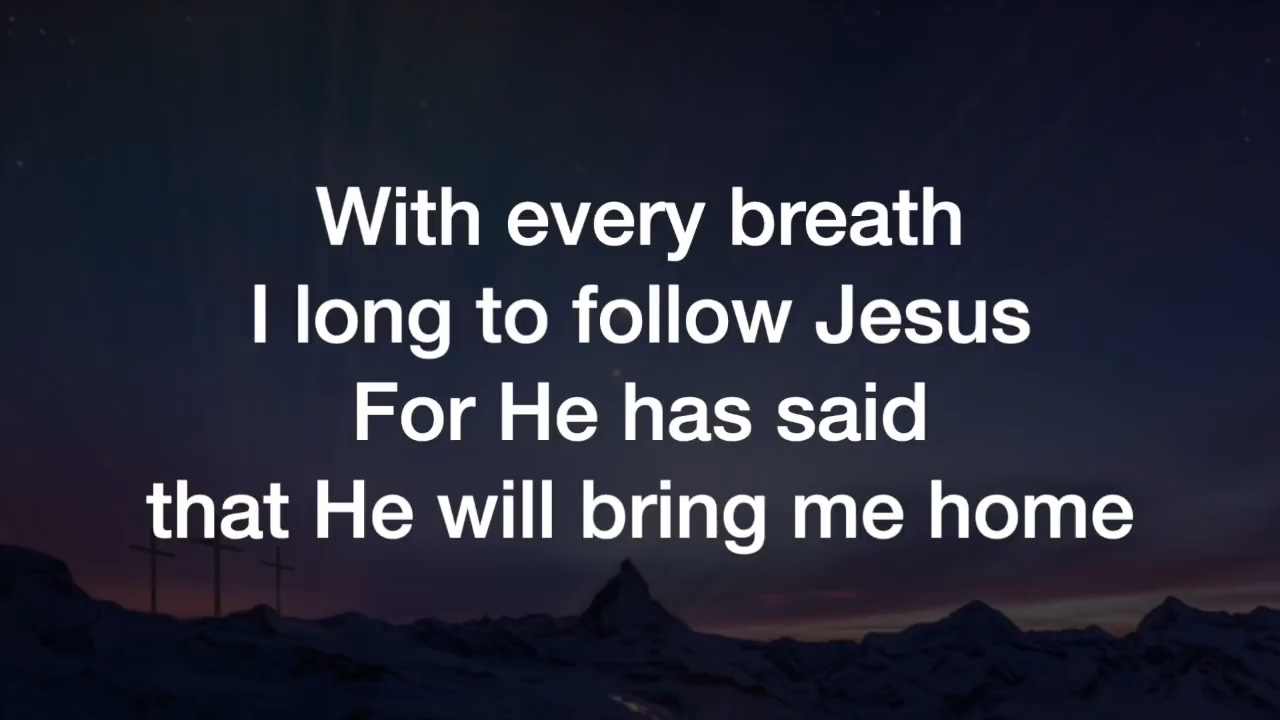 With every breath
I long to follow Jesus
For He has said
that He will bring me home